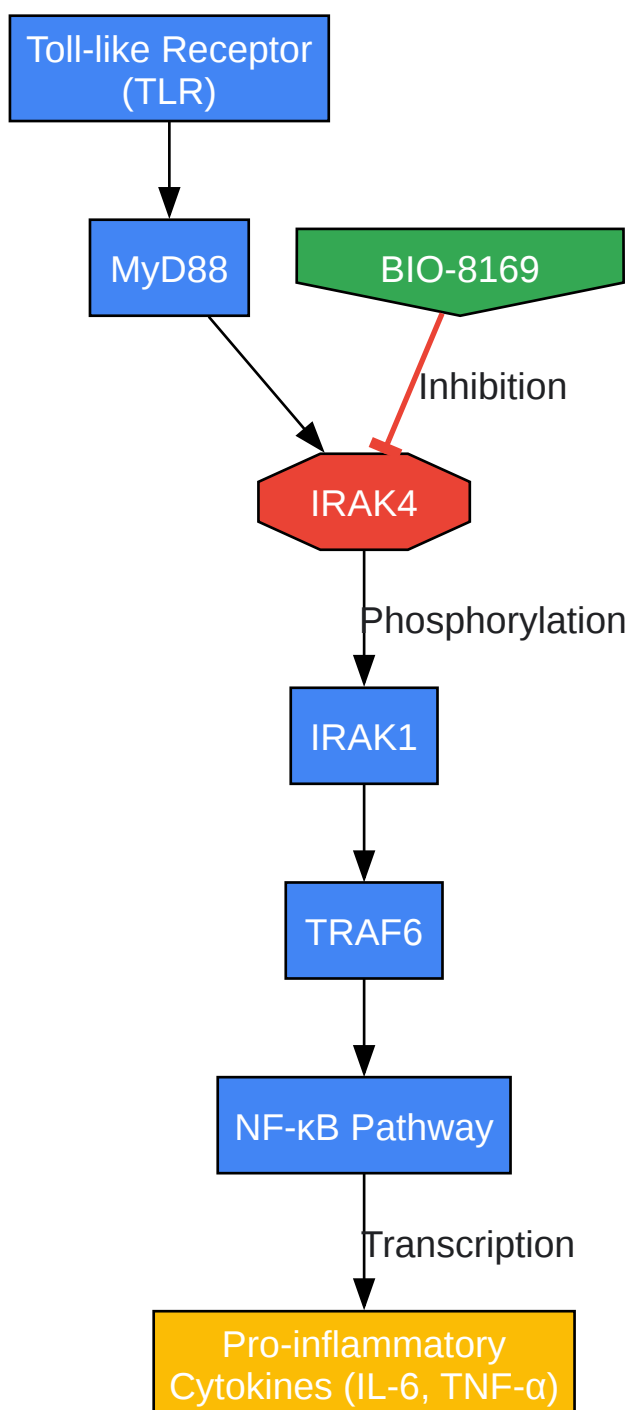 Toll-like Receptor
(TLR)
MyD88
BIO-8169
Inhibition
IRAK4
Phosphorylation
IRAK1
TRAF6
NF-κB Pathway
Transcription
Pro-inflammatory
Cytokines (IL-6, TNF-α)